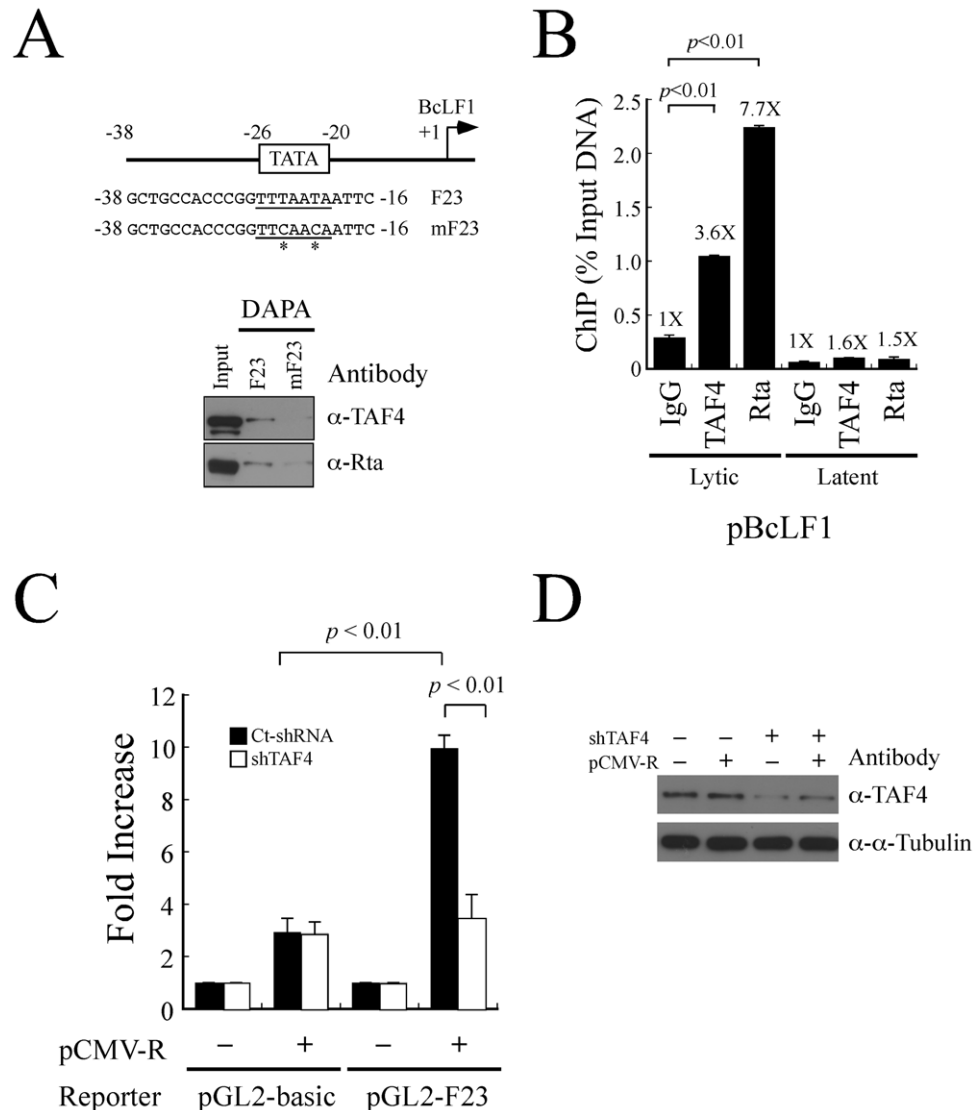 A
BcLF1
-38 -26 -20 +1
TATA
-38 GCTGCCACCCGGTTTAATAATTC -16 F23
-38 GCTGCCACCCGGTTCAACAATTC -16 mF23
* *
DAPA
Input F23 mF23 Antibody
α-TAF4
α-Rta
B
p<0.01
p<0.01
ChIP (% Input DNA)
2.5
2.0
1.5
1.0
0.5
0
1X 3.6X 7.7X 1X 1.6X 1.5X
IgG TAF4 Rta IgG TAF4 Rta
Lytic Latent
pBcLF1
C
p < 0.01
p < 0.01
Fold Increase
12
10
8
6
4
2
0
Ct-shRNA
shTAF4
pCMV-R − + − +
Reporter pGL2-basic pGL2-F23
D
shTAF4 − − + +
pCMV-R − + − + Antibody
α-TAF4
α-α-Tubulin